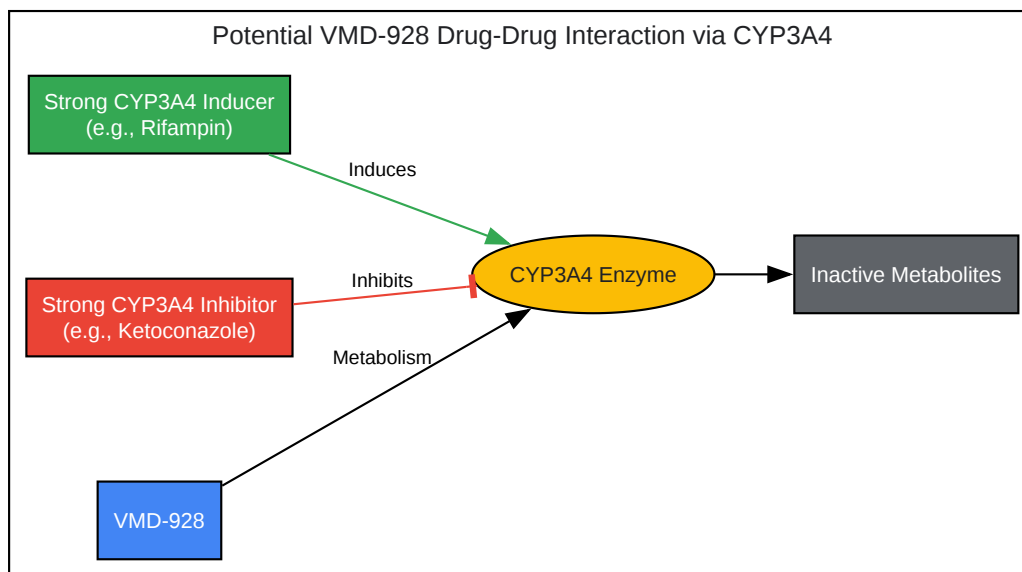 Potential VMD-928 Drug-Drug Interaction via CYP3A4
Strong CYP3A4 Inducer
(e.g., Rifampin)
Induces
Strong CYP3A4 Inhibitor
(e.g., Ketoconazole)
Inhibits
CYP3A4 Enzyme
Inactive Metabolites
Metabolism
VMD-928